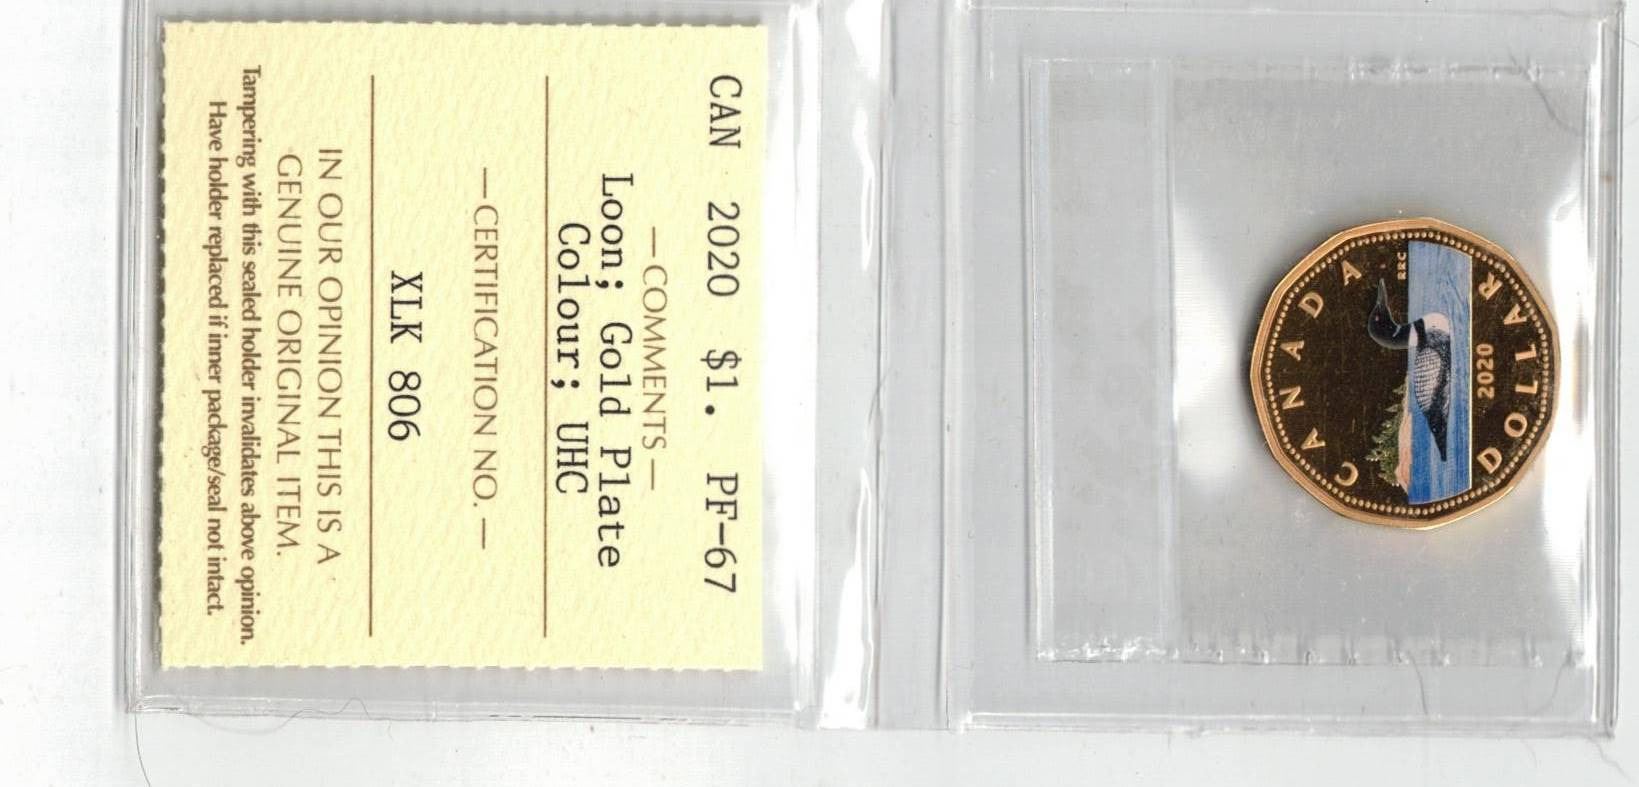 CAN 2020 $1. PF-67
—COMMENTS—
Loon; Gold Plate
Colour; UHC
—CERTIFICATION NO.—
XLK 806
IN OUR OPINION THIS IS A
GENUINE ORIGINAL ITEM.
Tampering with this sealed holder invalidates above opinion.
Have holder replaced if inner package/seal not intact.
CANADA
RRC
2020
DOLLAR